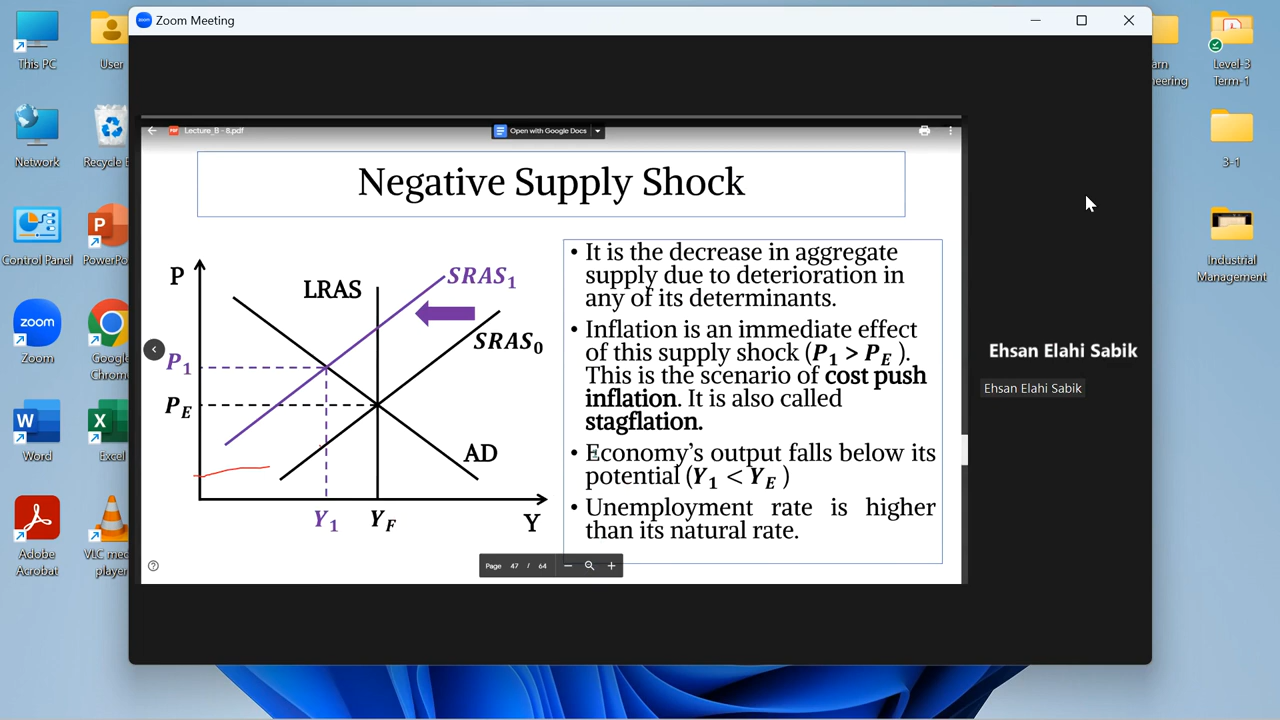 Zoom Meeting
This PC
User
Network
Recycle
Control Panel
PowerPo
Zoom
Google
Chrom
Word
Excel
Adobe
Acrobat
VLC me
player
arn
neering
Level-3
Term-1
3-1
Industrial
Management
Lecture_B - 8.pdf
Open with Google Docs
Negative Supply Shock
P
LRAS
SRAS1
SRAS0
P1
PE
AD
Y1
YF
Y
• It is the decrease in aggregate
supply due to deterioration in
any of its determinants.
• Inflation is an immediate effect
of this supply shock (P1 > PE ).
This is the scenario of cost push
inflation. It is also called
stagflation.
• Economy's output falls below its
potential (Y1 < YE )
• Unemployment rate is higher
than its natural rate.
Page 47 / 64
Ehsan Elahi Sabik
Ehsan Elahi Sabik